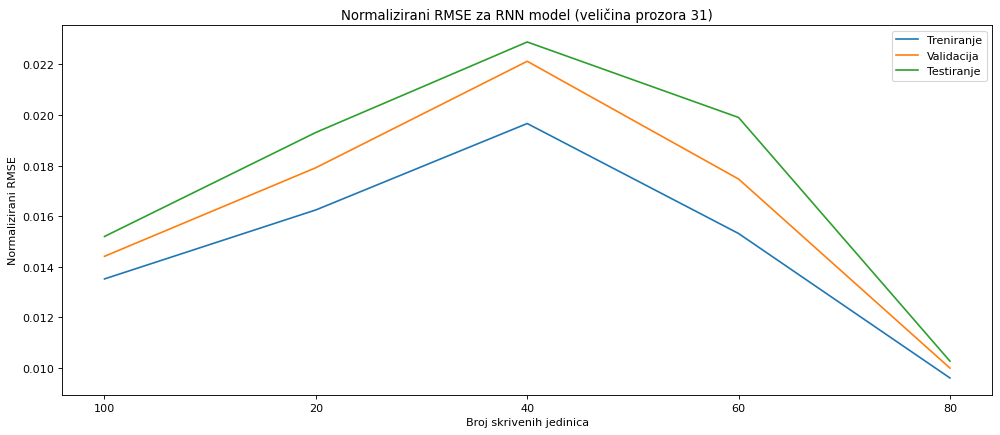 Normalizirani RMSE za RNN model (veličina prozora 31)
Treniranje
Validacija
Testiranje
Normalizirani RMSE
0.022
0.020
0.018
0.016
0.014
0.012
0.010
100 20 40 60 80
Broj skrivenih jedinica